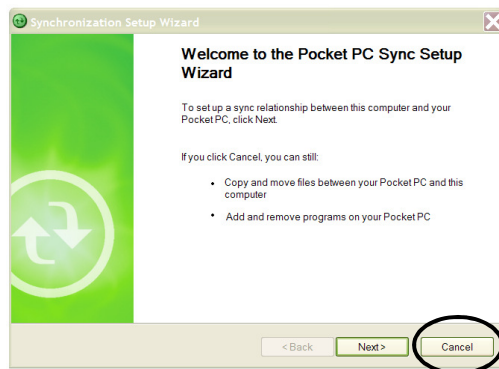 Synchronization Setup Wizard
Welcome to the Pocket PC Sync Setup
Wizard
To set up a sync relationship between this computer and your
Pocket PC, click Next.
If you click Cancel, you can still:
• Copy and move files between your Pocket PC and this
computer
• Add and remove programs on your Pocket PC
< Back Next > Cancel